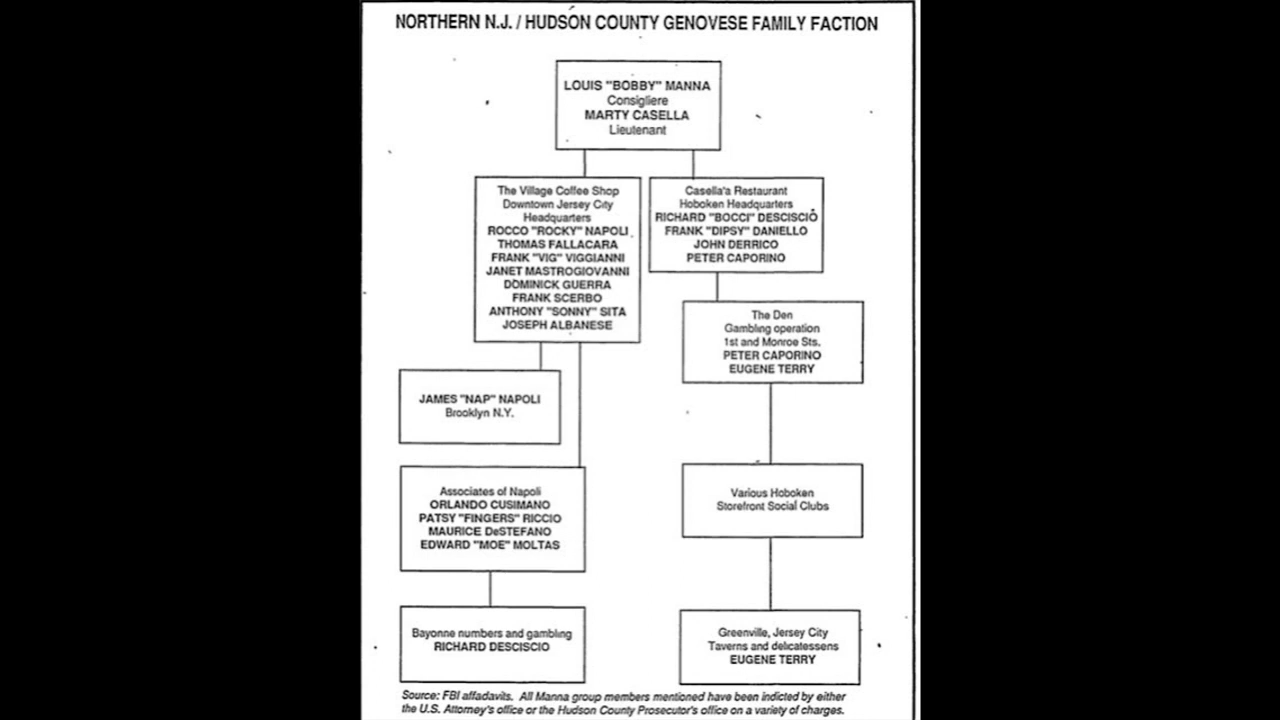 NORTHERN N.J. / HUDSON COUNTY GENOVESE FAMILY FACTION
LOUIS "BOBBY" MANNA
Consigliere
MARTY CASELLA
Lieutenant
The Village Coffee Shop
Downtown Jersey City
Headquarters
ROCCO "ROCKY" NAPOLI
THOMAS FALLACARA
FRANK "VIG" VIGGIANNI
JANET MASTROGIOVANNI
DOMINICK GUERRA
FRANK SCERBO
ANTHONY "SONNY" SITA
JOSEPH ALBANESE
Casella'a Restaurant
Hoboken Headquarters
RICHARD "BOCCI" DESCISCIO
FRANK "DIPSY" DANIELLO
JOHN DERRICO
PETER CAPORINO
The Den
Gambling operation
1st and Monroe Sts.
PETER CAPORINO
EUGENE TERRY
JAMES "NAP" NAPOLI
Brooklyn N.Y.
Associates of Napoli
ORLANDO CUSIMANO
PATSY "FINGERS" RICCIO
MAURICE DeSTEFANO
EDWARD "MOE" MOLTAS
Various Hoboken
Storefront Social Clubs
Bayonne numbers and gambling
RICHARD DESCISCIO
Greenville, Jersey City
Taverns and delicatessens
EUGENE TERRY
Source: FBI affadavits. All Manna group members mentioned have been indicted by either
the U.S. Attorney's office or the Hudson County Prosecutor's office on a variety of charges.